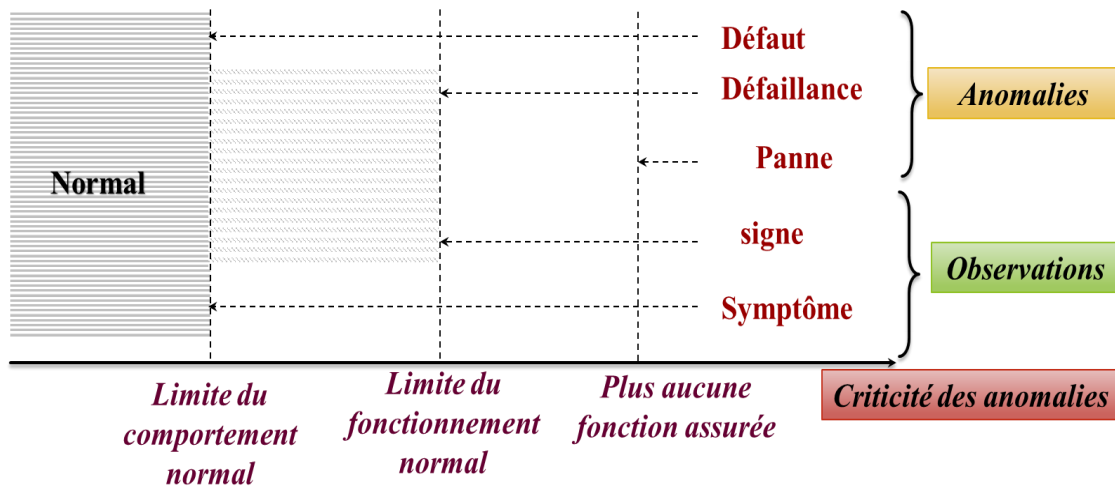 Défaut
Défaillance
Anomalies
Panne
Normal
signe
Observations
Symptôme
Limite du
comportement
normal
Limite du
fonctionnement
normal
Plus aucune
fonction assurée
Criticité des anomalies